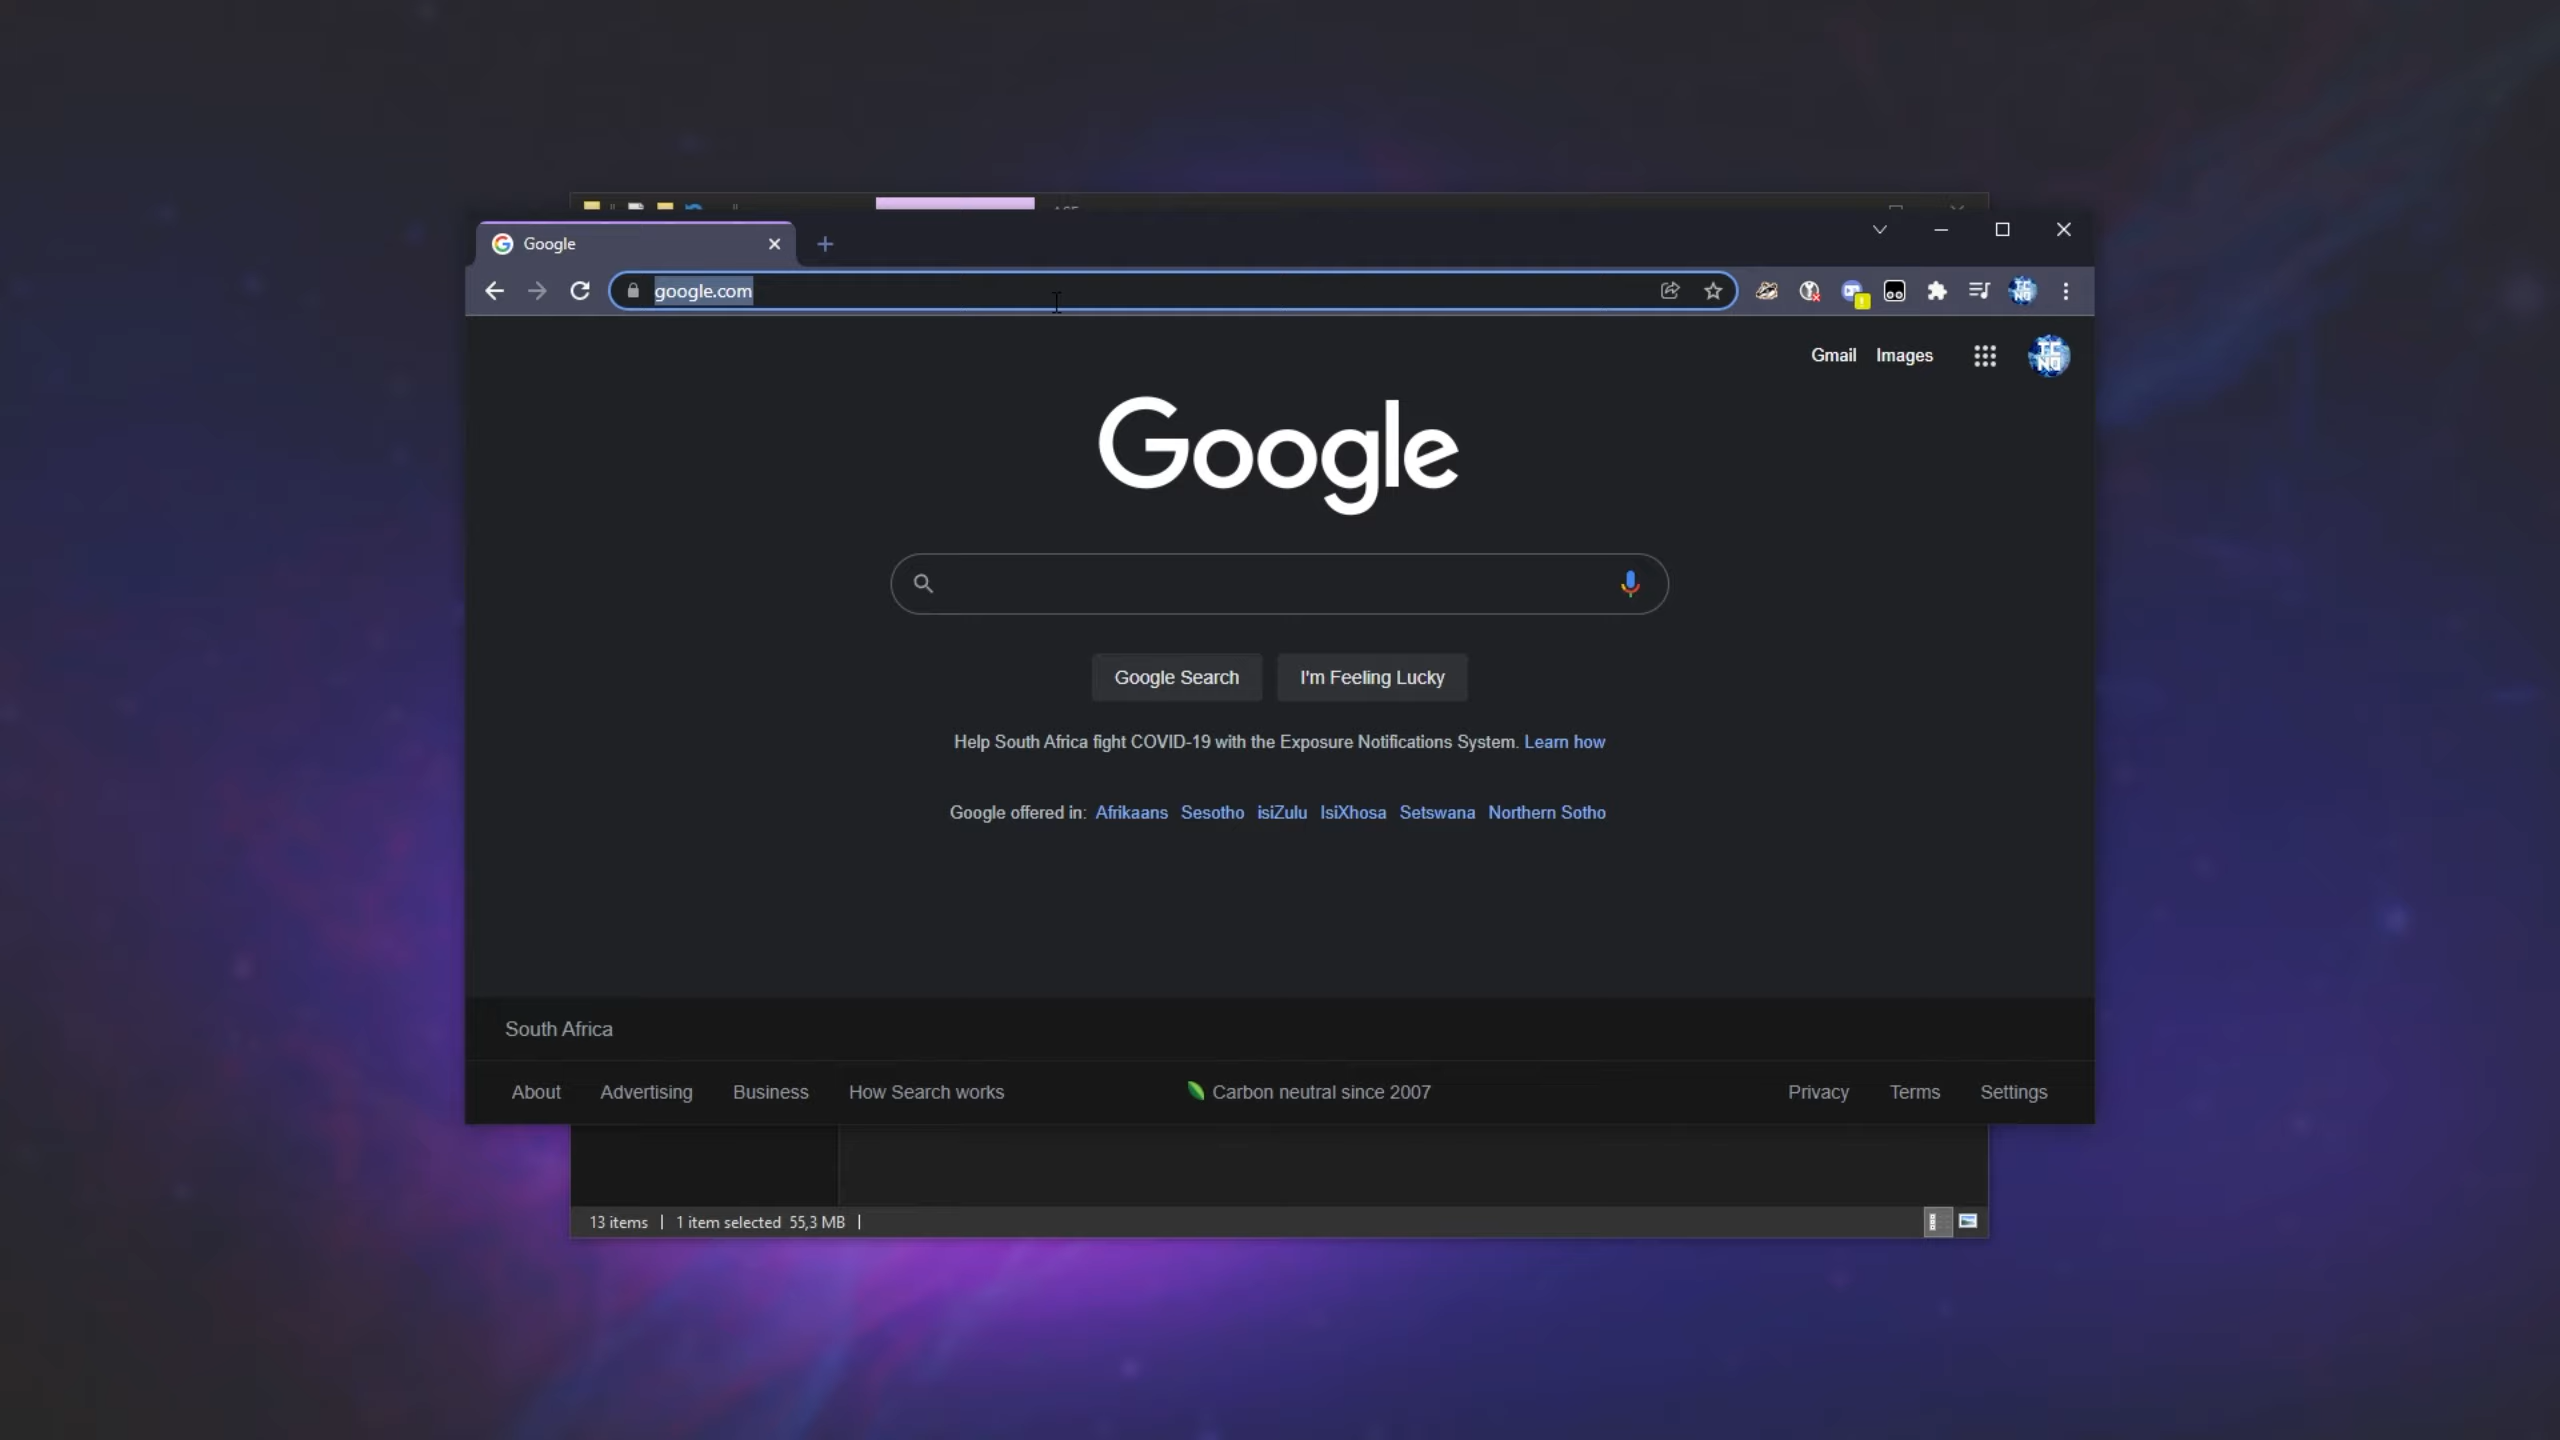 Google
google.com
Gmail Images
TC
NO
Google
Google Search I'm Feeling Lucky
Help South Africa fight COVID-19 with the Exposure Notifications System. Learn how
Google offered in: Afrikaans Sesotho isiZulu IsiXhosa Setswana Northern Sotho
South Africa
About Advertising Business How Search works Carbon neutral since 2007 Privacy Terms Settings
13 items | 1 item selected 55,3 MB |